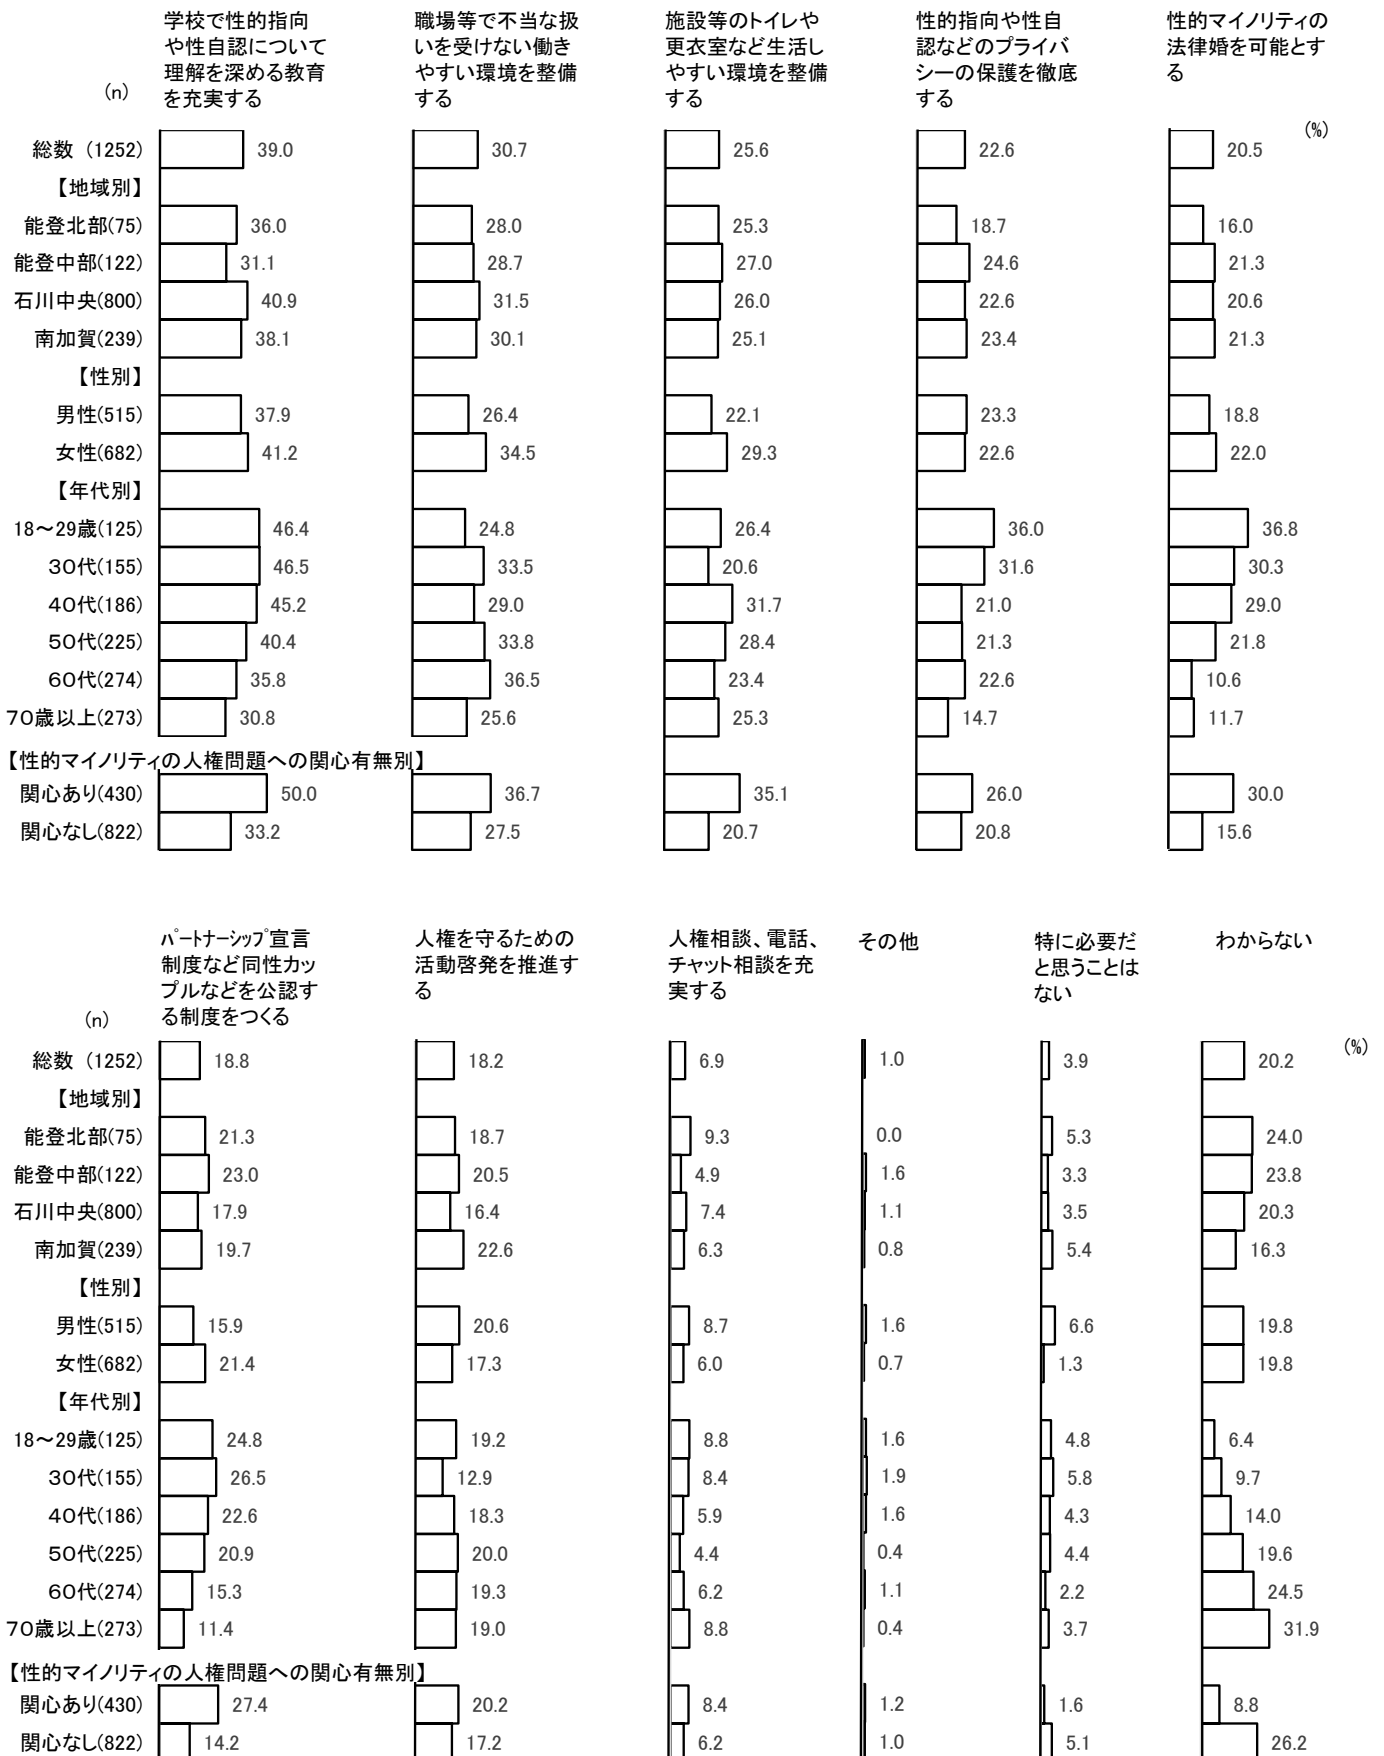 学校で性的指向
や性自認について
理解を深める教育
を充実する
職場等で不当な扱
いを受けない働き
やすい環境を整備
する
施設等のトイレや
更衣室など生活し
やすい環境を整備
する
性的指向や性自
認などのプライバ
シーの保護を徹底
する
性的マイノリティの
法律婚を可能とす
る
(n)
(%)
総数 (1252) 39.0 30.7 25.6 22.6 20.5
【地域別】
能登北部(75) 36.0 28.0 25.3 18.7 16.0
能登中部(122) 31.1 28.7 27.0 24.6 21.3
石川中央(800) 40.9 31.5 26.0 22.6 20.6
南加賀(239) 38.1 30.1 25.1 23.4 21.3
【性別】
男性(515) 37.9 26.4 22.1 23.3 18.8
女性(682) 41.2 34.5 29.3 22.6 22.0
【年代別】
18～29歳(125) 46.4 24.8 26.4 36.0 36.8
30代(155) 46.5 33.5 20.6 31.6 30.3
40代(186) 45.2 29.0 31.7 21.0 29.0
50代(225) 40.4 33.8 28.4 21.3 21.8
60代(274) 35.8 36.5 23.4 22.6 10.6
70歳以上(273) 30.8 25.6 25.3 14.7 11.7
【性的マイノリティの人権問題への関心有無別】
関心あり(430) 50.0 36.7 35.1 26.0 30.0
関心なし(822) 33.2 27.5 20.7 20.8 15.6
ﾊﾟｰﾄﾅｰｼｯﾌﾟ宣言
制度など同性カッ
プルなどを公認す
る制度をつくる
人権を守るための
活動啓発を推進す
る
人権相談、電話、
チャット相談を充
実する
その他
特に必要だ
と思うことは
ない
わからない
(n)
(%)
総数 (1252) 18.8 18.2 6.9 1.0 3.9 20.2
【地域別】
能登北部(75) 21.3 18.7 9.3 0.0 5.3 24.0
能登中部(122) 23.0 20.5 4.9 1.6 3.3 23.8
石川中央(800) 17.9 16.4 7.4 1.1 3.5 20.3
南加賀(239) 19.7 22.6 6.3 0.8 5.4 16.3
【性別】
男性(515) 15.9 20.6 8.7 1.6 6.6 19.8
女性(682) 21.4 17.3 6.0 0.7 1.3 19.8
【年代別】
18～29歳(125) 24.8 19.2 8.8 1.6 4.8 6.4
30代(155) 26.5 12.9 8.4 1.9 5.8 9.7
40代(186) 22.6 18.3 5.9 1.6 4.3 14.0
50代(225) 20.9 20.0 4.4 0.4 4.4 19.6
60代(274) 15.3 19.3 6.2 1.1 2.2 24.5
70歳以上(273) 11.4 19.0 8.8 0.4 3.7 31.9
【性的マイノリティの人権問題への関心有無別】
関心あり(430) 27.4 20.2 8.4 1.2 1.6 8.8
関心なし(822) 14.2 17.2 6.2 1.0 5.1 26.2